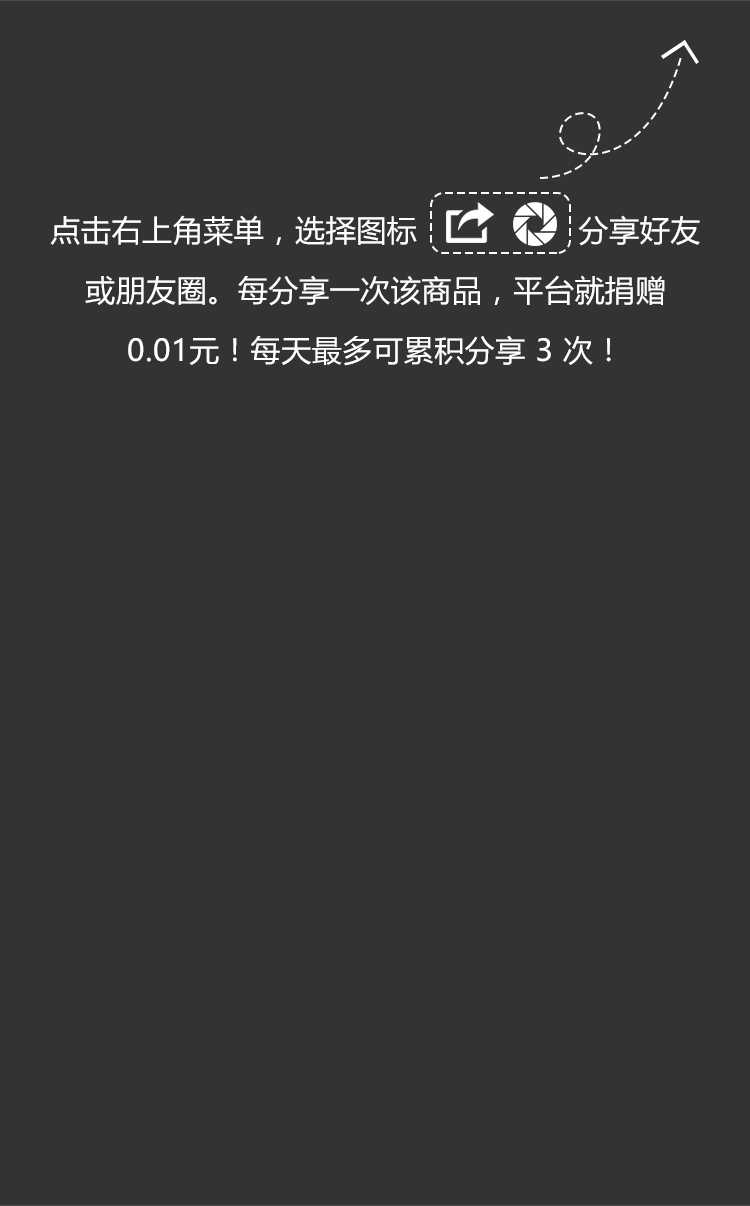 点击右上角菜单，选择图标 分享好友
或朋友圈。每分享一次该商品，平台就捐赠
0.01元！每天最多可累积分享 3 次！